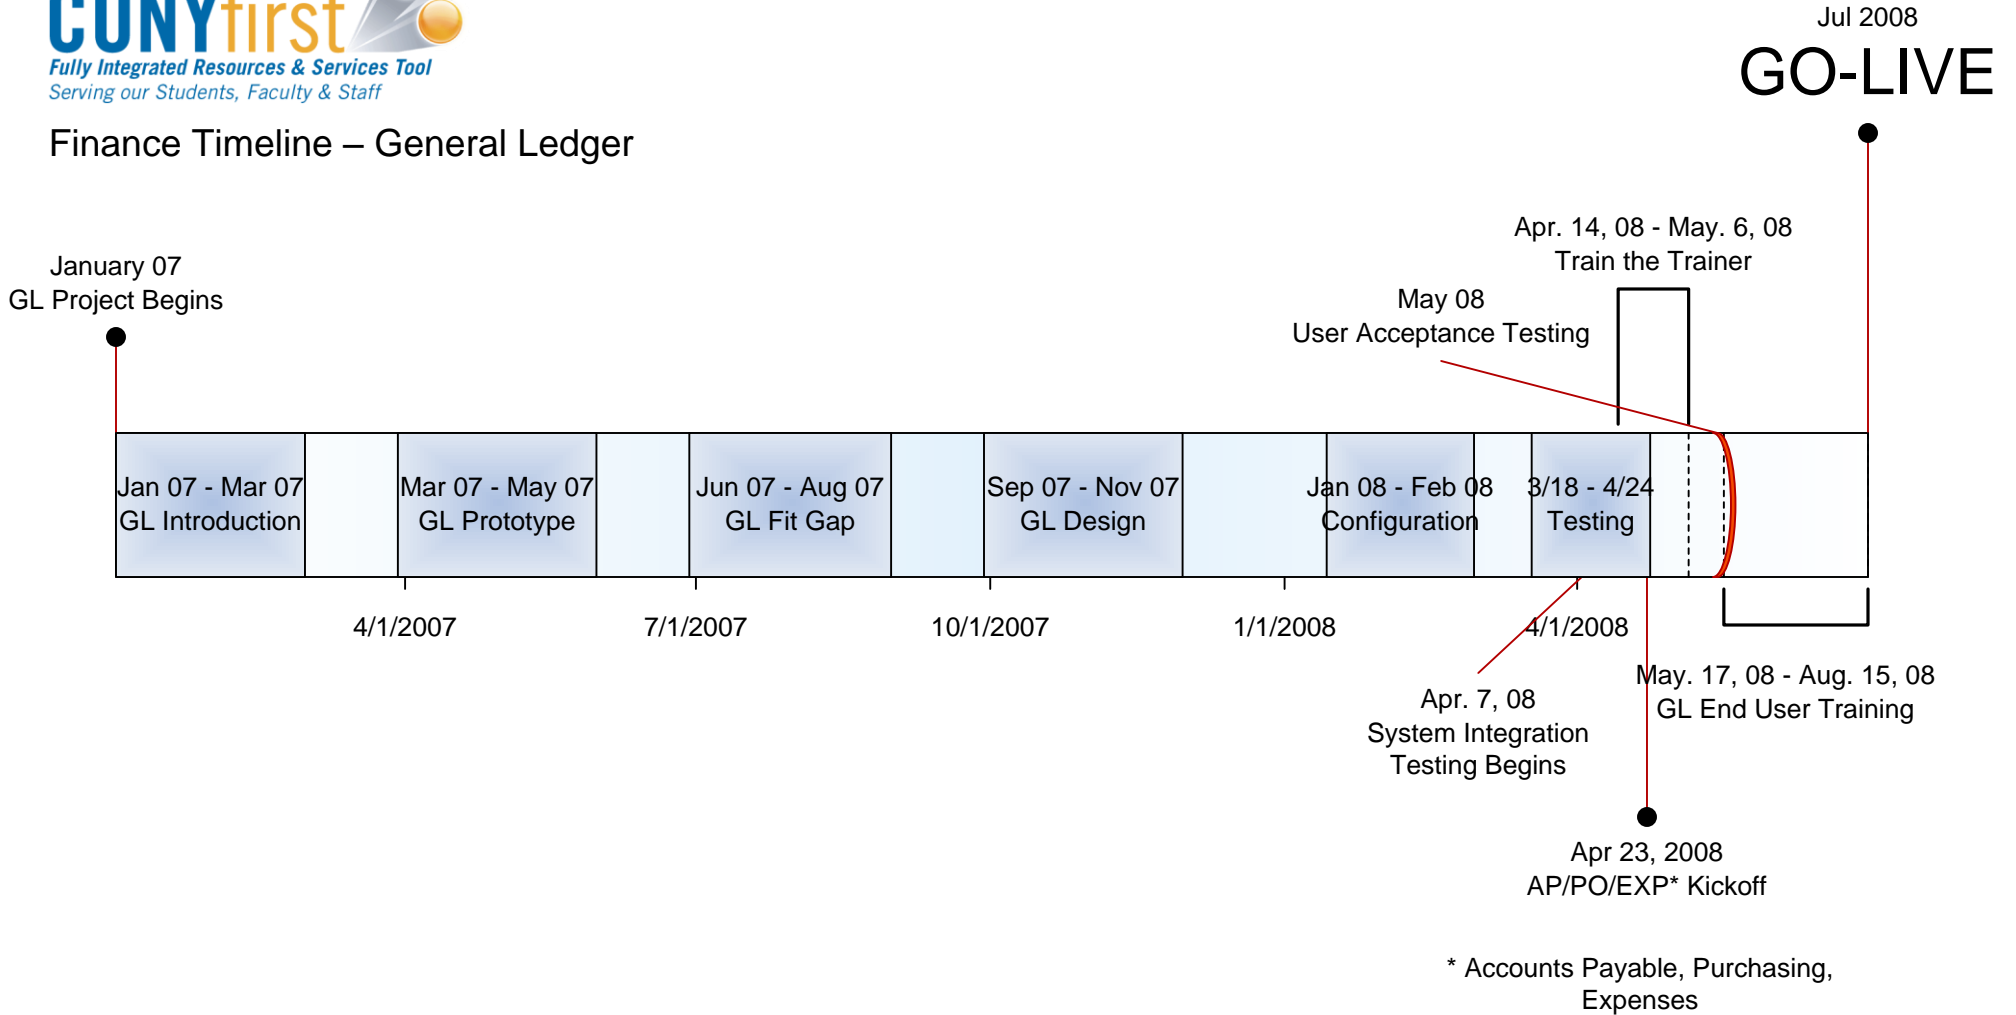 CUNYfirst
Fully Integrated Resources & Services Tool
Serving our Students, Faculty & Staff
Finance Timeline – General Ledger
Jul 2008
GO-LIVE
January 07
GL Project Begins
Apr. 14, 08 - May. 6, 08
Train the Trainer
May 08
User Acceptance Testing
Jan 07 - Mar 07
GL Introduction
Mar 07 - May 07
GL Prototype
Jun 07 - Aug 07
GL Fit Gap
Sep 07 - Nov 07
GL Design
Jan 08 - Feb 08
Configuration
3/18 - 4/24
Testing
4/1/2007
7/1/2007
10/1/2007
1/1/2008
4/1/2008
May. 17, 08 - Aug. 15, 08
GL End User Training
Apr. 7, 08
System Integration
Testing Begins
Apr 23, 2008
AP/PO/EXP* Kickoff
* Accounts Payable, Purchasing,
Expenses